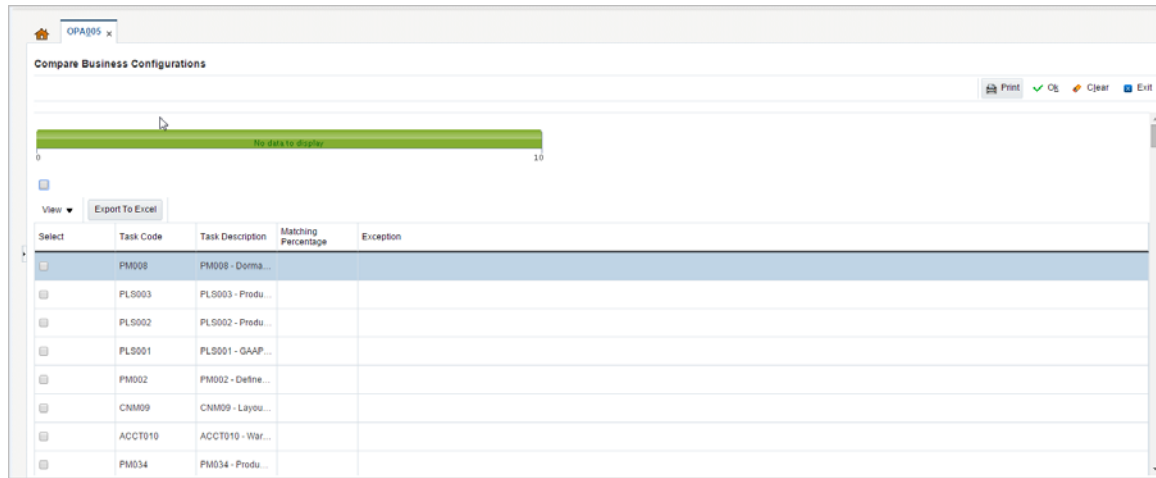 OPA005 x
Compare Business Configurations
Print Ok Clear Exit
No data to display
0 10
View Export To Excel
Select Task Code Task Description Matching Percentage Exception
PM008 PM008 - Dorma...
PLS003 PLS003 - Produ...
PLS002 PLS002 - Produ...
PLS001 PLS001 - GAAP...
PM002 PM002 - Define...
CNM09 CNM09 - Layou...
ACCT010 ACCT010 - War...
PM034 PM034 - Produ...